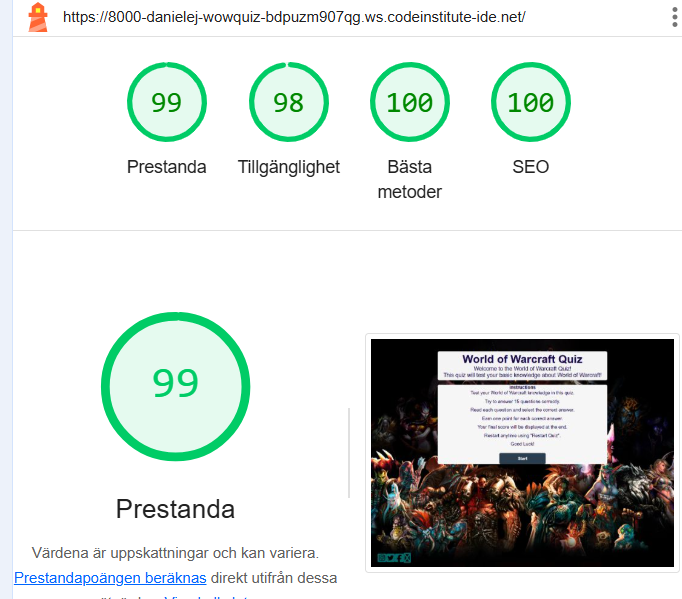 https://8000-danielej-wowquiz-bdpuzm907qg.ws.codeinstitute-ide.net/
99
98
100
100
Prestanda
Tillgänglighet
Bästa
metoder
SEO
99
Prestanda
Värdena är uppskattningar och kan variera.
Prestandapoängen beräknas direkt utifrån dessa
World of Warcraft Quiz
Welcome to the World of Warcraft Quiz!
This quiz will test your basic knowledge about World of Warcraft!
Instructions
Test your World of Warcraft knowledge in this quiz.
Try to answer 15 questions correctly.
Read each question and select the correct answer.
Earn one point for each correct answer.
Your final score will be displayed at the end.
Restart anytime using "Restart Quiz".
Good Luck!
Start